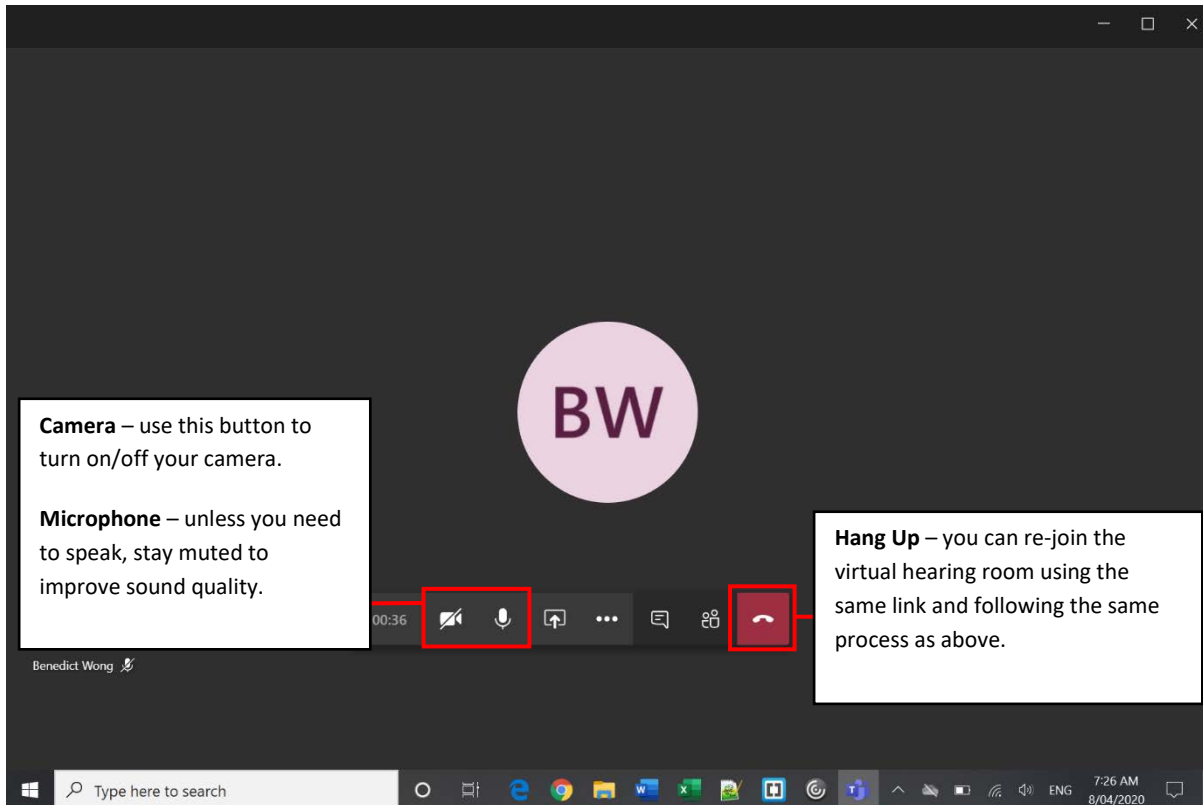 BW
Camera – use this button to
turn on/off your camera.
Microphone – unless you need
to speak, stay muted to
improve sound quality.
Hang Up – you can re-join the
virtual hearing room using the
same link and following the same
process as above.
00:36
Benedict Wong
Type here to search
ENG
7:26 AM
8/04/2020